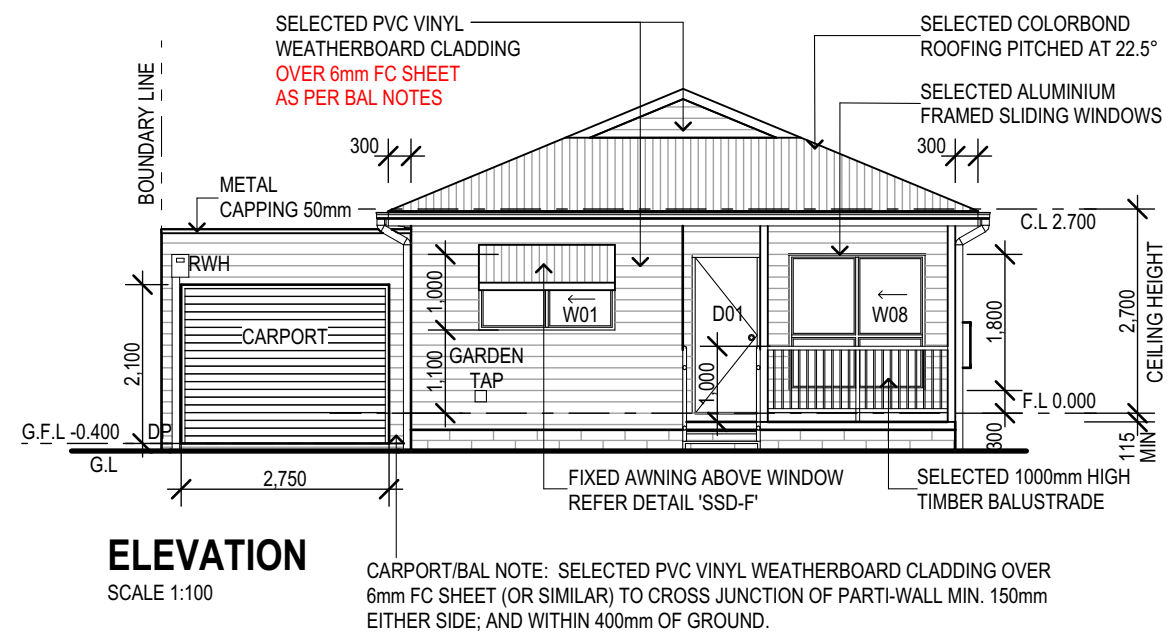 SELECTED PVC VINYL
WEATHERBOARD CLADDING
OVER 6mm FC SHEET
AS PER BAL NOTES
SELECTED COLORBOND
ROOFING PITCHED AT 22.5°
SELECTED ALUMINIUM
FRAMED SLIDING WINDOWS
BOUNDARY LINE
300
300
METAL
CAPPING 50mm
C.L 2.700
RWH
1,000
W01
D01
W08
1,800
2,700
CEILING HEIGHT
CARPORT
2,100
GARDEN
TAP
1,100
1,000
F.L 0.000
G.F.L -0.400
DP
G.L
300
115
MIN
2,750
FIXED AWNING ABOVE WINDOW
REFER DETAIL 'SSD-F'
SELECTED 1000mm HIGH
TIMBER BALUSTRADE
ELEVATION
SCALE 1:100
CARPORT/BAL NOTE: SELECTED PVC VINYL WEATHERBOARD CLADDING OVER
6mm FC SHEET (OR SIMILAR) TO CROSS JUNCTION OF PARTI-WALL MIN. 150mm
EITHER SIDE; AND WITHIN 400mm OF GROUND.